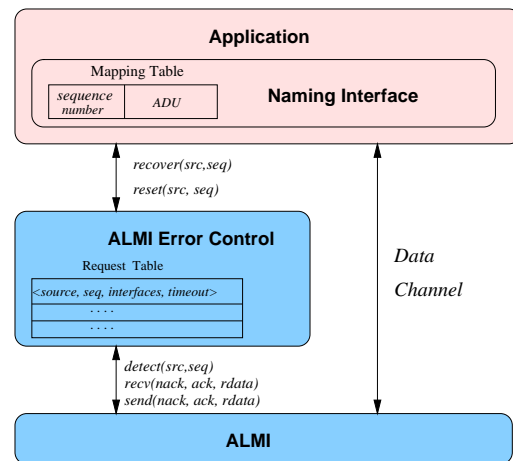 Application
Mapping Table
sequence number
ADU
Naming Interface
recover(src,seq)
reset(src, seq)
ALMI Error Control
Request Table
<source, seq, interfaces, timeout>
. . . .
. . . .
Data
Channel
detect(src,seq)
recv(nack, ack, rdata)
send(nack, ack, rdata)
ALMI